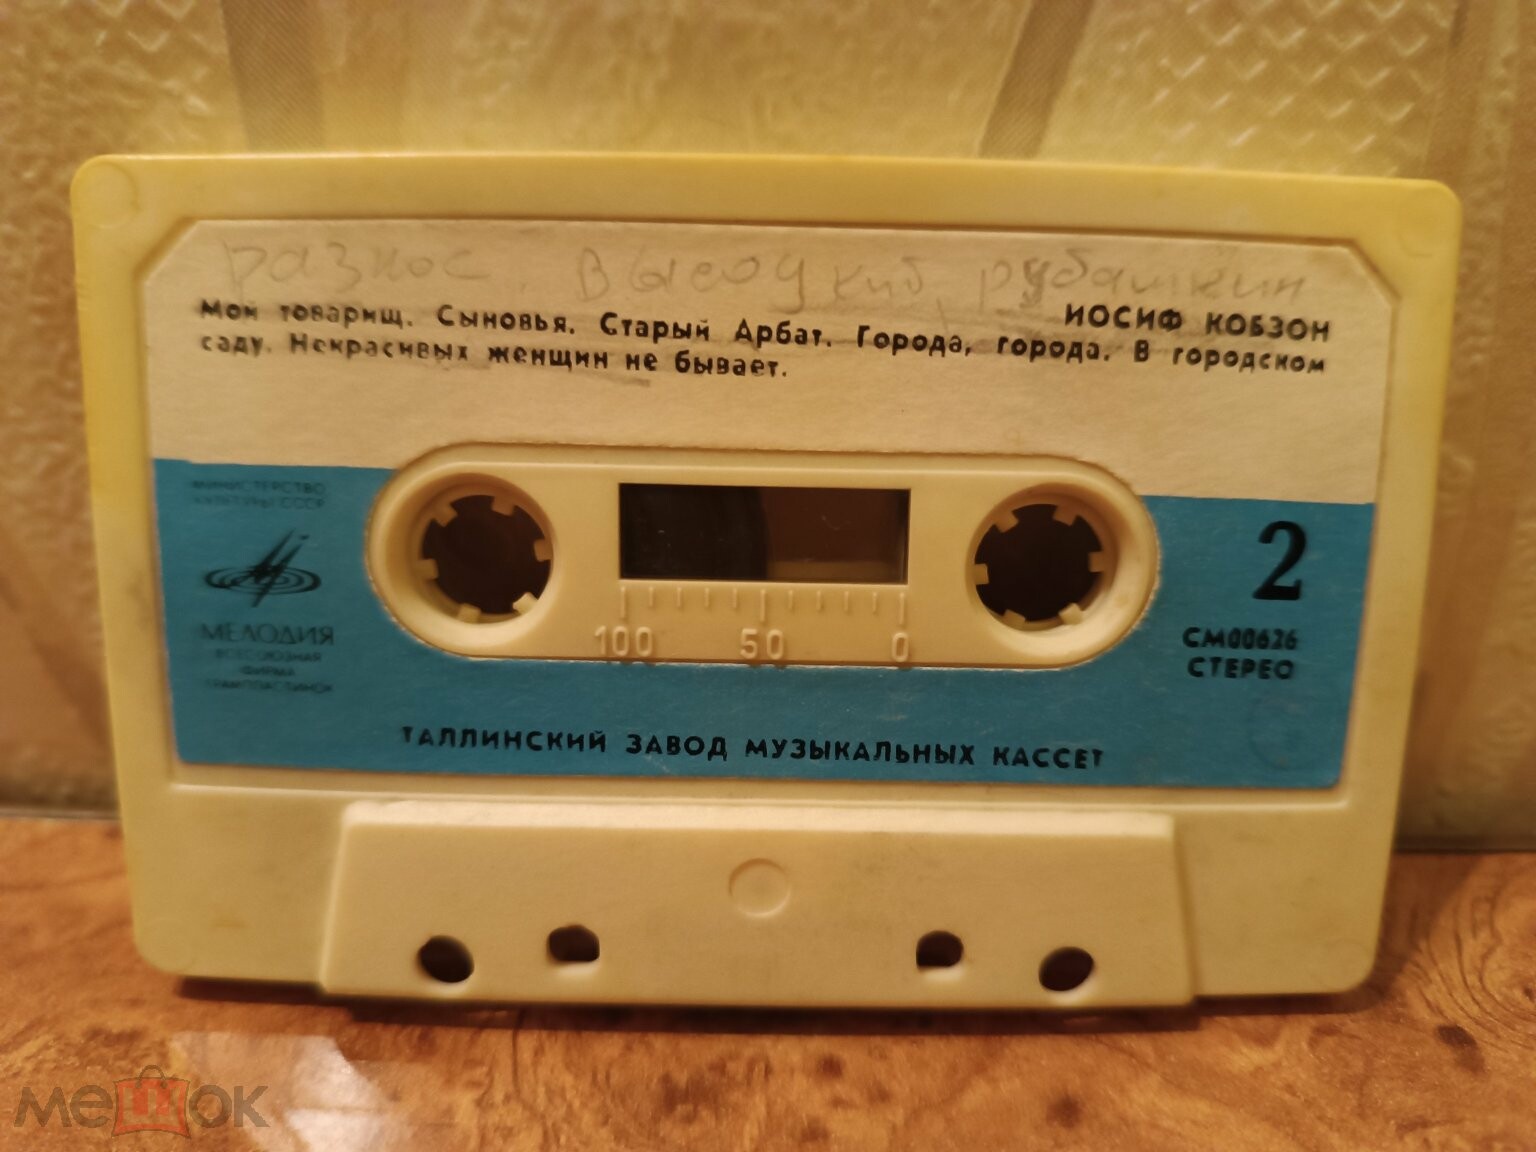 Разнос. Высоцкий, рубашкин
ИОСИФ КОБЗОН
Мой товарищ. Сыновья. Старый Арбат. Города, города. В городском
саду. Некрасивых женщин не бывает.
МИНИСТЕРСТВО
КУЛЬТУРЫ СССР
МЕЛОДИЯ
ВСЕСОЮЗНАЯ
ФИРМА
ГРАМПЛАСТИНОК
100 50 0
2
СМ00626
СТЕРЕО
ТАЛЛИНСКИЙ ЗАВОД МУЗЫКАЛЬНЫХ КАССЕТ
мешок